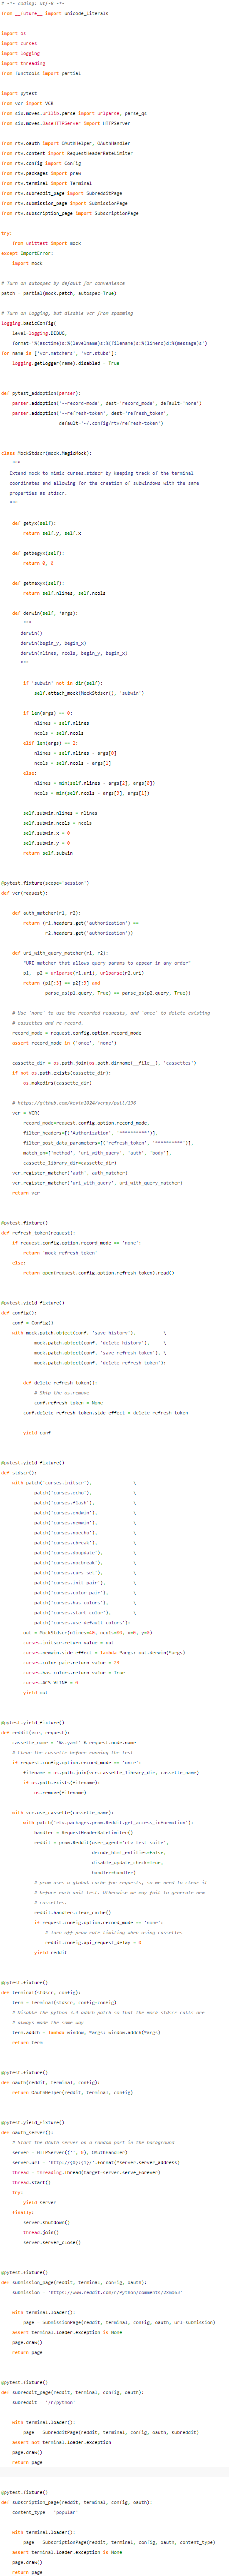 # -*- coding: utf-8 -*-
from __future__ import unicode_literals

import os
import curses
import logging
import threading
from functools import partial

import pytest
from vcr import VCR
from six.moves.urllib.parse import urlparse, parse_qs
from six.moves.BaseHTTPServer import HTTPServer

from rtv.oauth import OAuthHelper, OAuthHandler
from rtv.content import RequestHeaderRateLimiter
from rtv.config import Config
from rtv.packages import praw
from rtv.terminal import Terminal
from rtv.subreddit_page import SubredditPage
from rtv.submission_page import SubmissionPage
from rtv.subscription_page import SubscriptionPage

try:
    from unittest import mock
except ImportError:
    import mock

# Turn on autospec by default for convenience
patch = partial(mock.patch, autospec=True)

# Turn on logging, but disable vcr from spamming
logging.basicConfig(
    level=logging.DEBUG,
    format='%(asctime)s:%(levelname)s:%(filename)s:%(lineno)d:%(message)s')
for name in ['vcr.matchers', 'vcr.stubs']:
    logging.getLogger(name).disabled = True


def pytest_addoption(parser):
    parser.addoption('--record-mode', dest='record_mode', default='none')
    parser.addoption('--refresh-token', dest='refresh_token',
                     default='~/.config/rtv/refresh-token')


class MockStdscr(mock.MagicMock):
    """
    Extend mock to mimic curses.stdscr by keeping track of the terminal
    coordinates and allowing for the creation of subwindows with the same
    properties as stdscr.
    """

    def getyx(self):
        return self.y, self.x

    def getbegyx(self):
        return 0, 0

    def getmaxyx(self):
        return self.nlines, self.ncols

    def derwin(self, *args):
        """
        derwin()
        derwin(begin_y, begin_x)
        derwin(nlines, ncols, begin_y, begin_x)
        """

        if 'subwin' not in dir(self):
            self.attach_mock(MockStdscr(), 'subwin')

        if len(args) == 0:
            nlines = self.nlines
            ncols = self.ncols
        elif len(args) == 2:
            nlines = self.nlines - args[0]
            ncols = self.ncols - args[1]
        else:
            nlines = min(self.nlines - args[2], args[0])
            ncols = min(self.ncols - args[3], args[1])

        self.subwin.nlines = nlines
        self.subwin.ncols = ncols
        self.subwin.x = 0
        self.subwin.y = 0
        return self.subwin


@pytest.fixture(scope='session')
def vcr(request):

    def auth_matcher(r1, r2):
        return (r1.headers.get('authorization') ==
                r2.headers.get('authorization'))

    def uri_with_query_matcher(r1, r2):
        "URI matcher that allows query params to appear in any order"
        p1,  p2 = urlparse(r1.uri), urlparse(r2.uri)
        return (p1[:3] == p2[:3] and
                parse_qs(p1.query, True) == parse_qs(p2.query, True))

    # Use `none` to use the recorded requests, and `once` to delete existing
    # cassettes and re-record.
    record_mode = request.config.option.record_mode
    assert record_mode in ('once', 'none')

    cassette_dir = os.path.join(os.path.dirname(__file__), 'cassettes')
    if not os.path.exists(cassette_dir):
        os.makedirs(cassette_dir)

    # https://github.com/kevin1024/vcrpy/pull/196
    vcr = VCR(
        record_mode=request.config.option.record_mode,
        filter_headers=[('Authorization', '**********')],
        filter_post_data_parameters=[('refresh_token', '**********')],
        match_on=['method', 'uri_with_query', 'auth', 'body'],
        cassette_library_dir=cassette_dir)
    vcr.register_matcher('auth', auth_matcher)
    vcr.register_matcher('uri_with_query', uri_with_query_matcher)
    return vcr


@pytest.fixture()
def refresh_token(request):
    if request.config.option.record_mode == 'none':
        return 'mock_refresh_token'
    else:
        return open(request.config.option.refresh_token).read()


@pytest.yield_fixture()
def config():
    conf = Config()
    with mock.patch.object(conf, 'save_history'),          \
            mock.patch.object(conf, 'delete_history'),     \
            mock.patch.object(conf, 'save_refresh_token'), \
            mock.patch.object(conf, 'delete_refresh_token'):

        def delete_refresh_token():
            # Skip the os.remove
            conf.refresh_token = None
        conf.delete_refresh_token.side_effect = delete_refresh_token

        yield conf


@pytest.yield_fixture()
def stdscr():
    with patch('curses.initscr'),               \
            patch('curses.echo'),               \
            patch('curses.flash'),              \
            patch('curses.endwin'),             \
            patch('curses.newwin'),             \
            patch('curses.noecho'),             \
            patch('curses.cbreak'),             \
            patch('curses.doupdate'),           \
            patch('curses.nocbreak'),           \
            patch('curses.curs_set'),           \
            patch('curses.init_pair'),          \
            patch('curses.color_pair'),         \
            patch('curses.has_colors'),         \
            patch('curses.start_color'),        \
            patch('curses.use_default_colors'):
        out = MockStdscr(nlines=40, ncols=80, x=0, y=0)
        curses.initscr.return_value = out
        curses.newwin.side_effect = lambda *args: out.derwin(*args)
        curses.color_pair.return_value = 23
        curses.has_colors.return_value = True
        curses.ACS_VLINE = 0
        yield out


@pytest.yield_fixture()
def reddit(vcr, request):
    cassette_name = '%s.yaml' % request.node.name
    # Clear the cassette before running the test
    if request.config.option.record_mode == 'once':
        filename = os.path.join(vcr.cassette_library_dir, cassette_name)
        if os.path.exists(filename):
            os.remove(filename)

    with vcr.use_cassette(cassette_name):
        with patch('rtv.packages.praw.Reddit.get_access_information'):
            handler = RequestHeaderRateLimiter()
            reddit = praw.Reddit(user_agent='rtv test suite',
                                 decode_html_entities=False,
                                 disable_update_check=True,
                                 handler=handler)
            # praw uses a global cache for requests, so we need to clear it
            # before each unit test. Otherwise we may fail to generate new
            # cassettes.
            reddit.handler.clear_cache()
            if request.config.option.record_mode == 'none':
                # Turn off praw rate limiting when using cassettes
                reddit.config.api_request_delay = 0
            yield reddit


@pytest.fixture()
def terminal(stdscr, config):
    term = Terminal(stdscr, config=config)
    # Disable the python 3.4 addch patch so that the mock stdscr calls are
    # always made the same way
    term.addch = lambda window, *args: window.addch(*args)
    return term


@pytest.fixture()
def oauth(reddit, terminal, config):
    return OAuthHelper(reddit, terminal, config)


@pytest.yield_fixture()
def oauth_server():
    # Start the OAuth server on a random port in the background
    server = HTTPServer(('', 0), OAuthHandler)
    server.url = 'http://{0}:{1}/'.format(*server.server_address)
    thread = threading.Thread(target=server.serve_forever)
    thread.start()
    try:
        yield server
    finally:
        server.shutdown()
        thread.join()
        server.server_close()


@pytest.fixture()
def submission_page(reddit, terminal, config, oauth):
    submission = 'https://www.reddit.com/r/Python/comments/2xmo63'

    with terminal.loader():
        page = SubmissionPage(reddit, terminal, config, oauth, url=submission)
    assert terminal.loader.exception is None
    page.draw()
    return page


@pytest.fixture()
def subreddit_page(reddit, terminal, config, oauth):
    subreddit = '/r/python'

    with terminal.loader():
        page = SubredditPage(reddit, terminal, config, oauth, subreddit)
    assert not terminal.loader.exception
    page.draw()
    return page


@pytest.fixture()
def subscription_page(reddit, terminal, config, oauth):
    content_type = 'popular'

    with terminal.loader():
        page = SubscriptionPage(reddit, terminal, config, oauth, content_type)
    assert terminal.loader.exception is None
    page.draw()
    return page